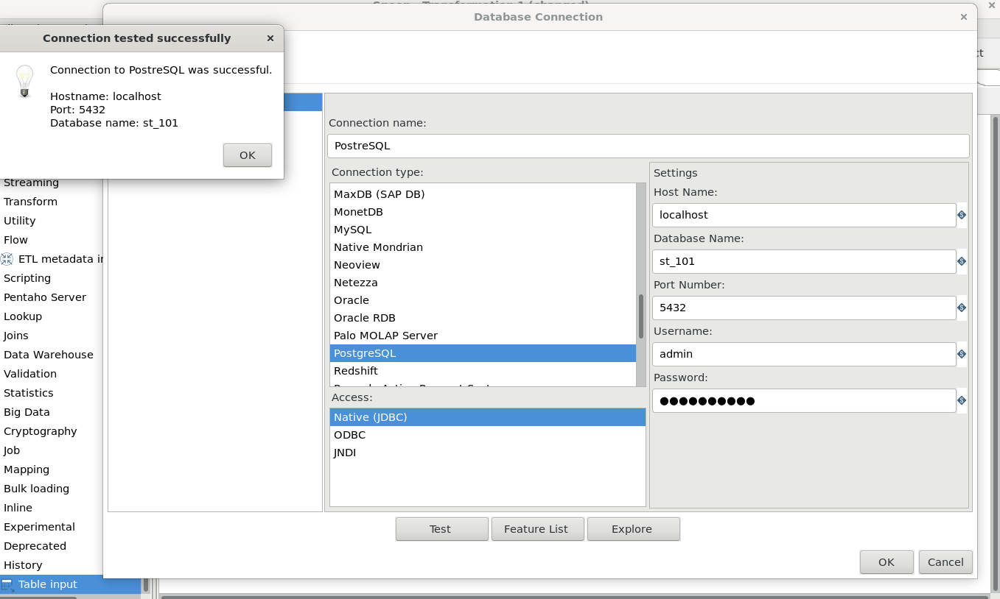 Database Connection
Connection tested successfully
Connection to PostreSQL was successful.
Hostname: localhost
Port: 5432
Database name: st_101
OK
Streaming
Transform
Utility
Flow
ETL metadata
Scripting
Pentaho Server
Lookup
Joins
Data Warehouse
Validation
Statistics
Big Data
Cryptography
Job
Mapping
Bulk loading
Inline
Experimental
Deprecated
History
Table input
Connection name:
PostreSQL
Connection type:
MaxDB (SAP DB)
MonetDB
MySQL
Native Mondrian
Neoview
Netezza
Oracle
Oracle RDB
Palo MOLAP Server
PostgreSQL
Redshift
Access:
Native (JDBC)
ODBC
JNDI
Settings
Host Name:
localhost
Database Name:
st_101
Port Number:
5432
Username:
admin
Password:
Test
Feature List
Explore
OK
Cancel